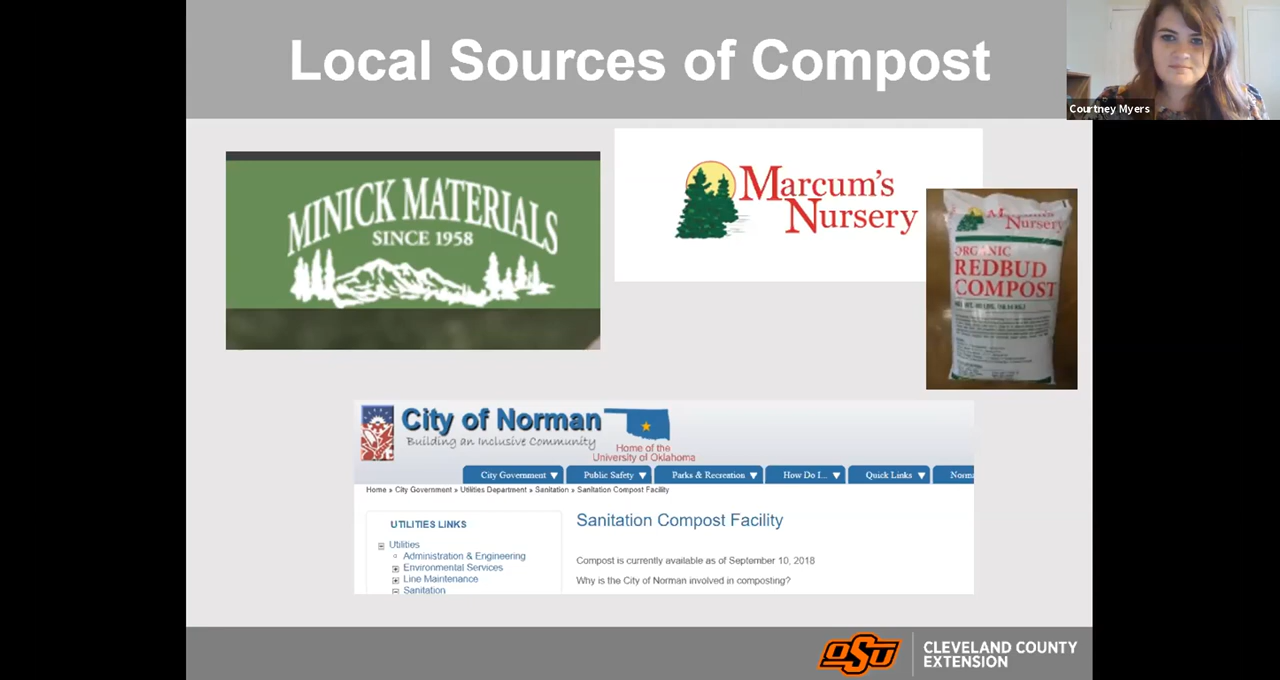 Local Sources of Compost
Courtney Myers
MINICK MATERIALS
SINCE 1958
Marcum's
Nursery
Marcum's
Nursery
ORGANIC
REDBUD
COMPOST
City of Norman
Building an Inclusive Community
Home of the
University of Oklahoma
City Government Public Safety Parks & Recreation How Do I... Quick Links Norma
Home » City Government » Utilities Department » Sanitation » Sanitation Compost Facility
UTILITIES LINKS
Utilities
Administration & Engineering
Environmental Services
Line Maintenance
Sanitation
Sanitation Compost Facility
Compost is currently available as of September 10, 2018
Why is the City of Norman involved in composting?
OSU
CLEVELAND COUNTY
EXTENSION